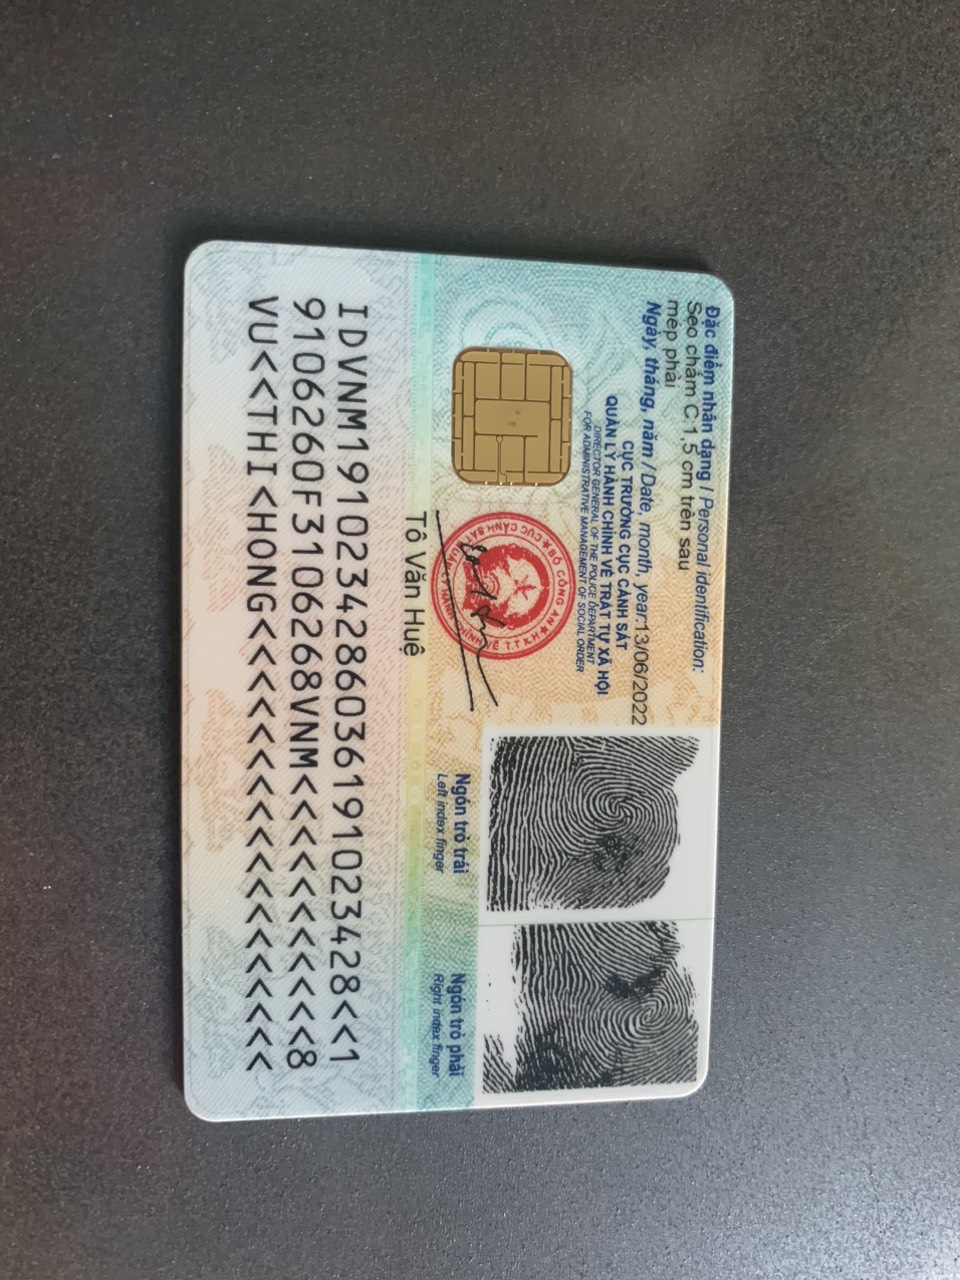 Đặc điểm nhân dạng / Personal identification:
Sẹo chấm C:1,5 cm trên sau
mép phải
Ngày, tháng, năm / Date, month, year:13/06/2022
CỤC TRƯỞNG CỤC CẢNH SÁT
QUẢN LÝ HÀNH CHÍNH VỀ TRẬT TỰ XÃ HỘI
DIRECTOR GENERAL OF THE POLICE DEPARTMENT
FOR ADMINISTRATIVE MANAGEMENT OF SOCIAL ORDER
BỘ CÔNG AN
Tô Văn Huệ
Ngón trỏ trái
Left index finger
Ngón trỏ phải
Right index finger
IDVNM1910234286036191023428<<1
9106260F3106268VNM<<<<<<<<<<<8
VU<<THI<HONG<<<<<<<<<<<<<<<<<<